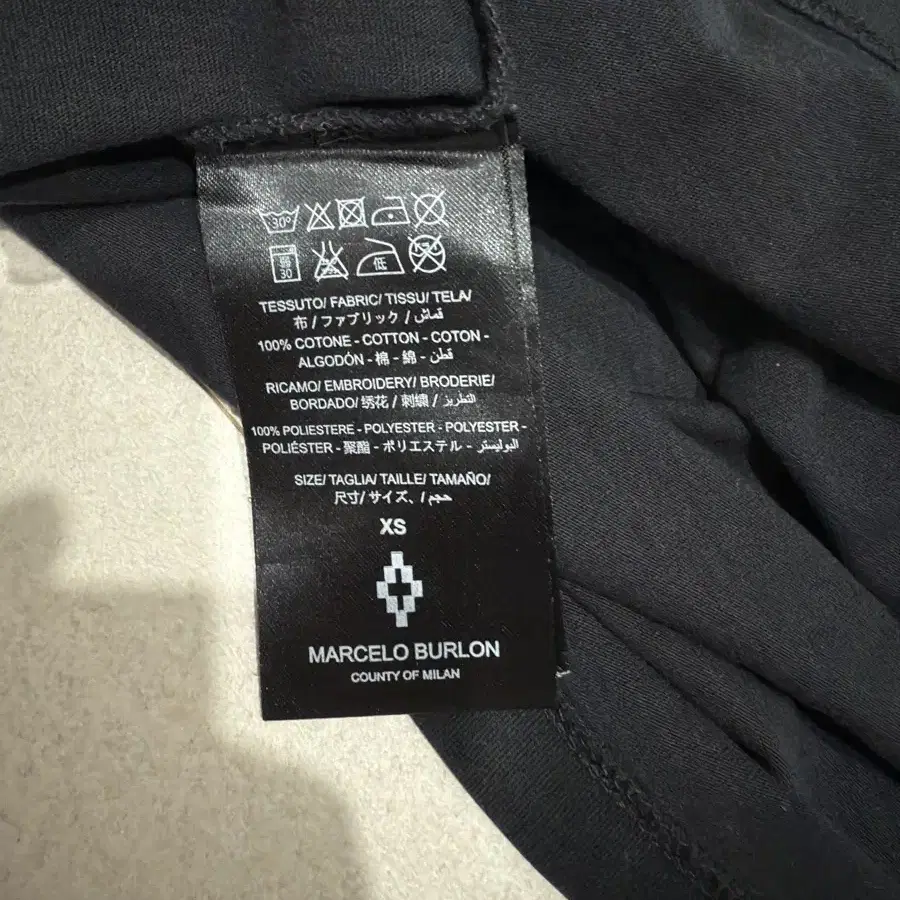 30°
弱
30
低
TESSUTO/ FABRIC/ TISSU/ TELA/
布 / ファブリック / قماش/
100% COTONE - COTTON - COTON -
ALGODÓN - 棉 - 綿 - قطن -
RICAMO/ EMBROIDERY/ BRODERIE/
BORDADO/ 绣花 / 刺繍 / التطريز/
100% POLIESTERE - POLYESTER - POLYESTER -
POLIÉSTER - 聚酯 - ポリエステル - البوليستر -
SIZE/ TAGLIA/ TAILLE/ TAMAÑO/
尺寸/ サイズ、/ حجم/
XS
MARCELO BURLON
COUNTY OF MILAN